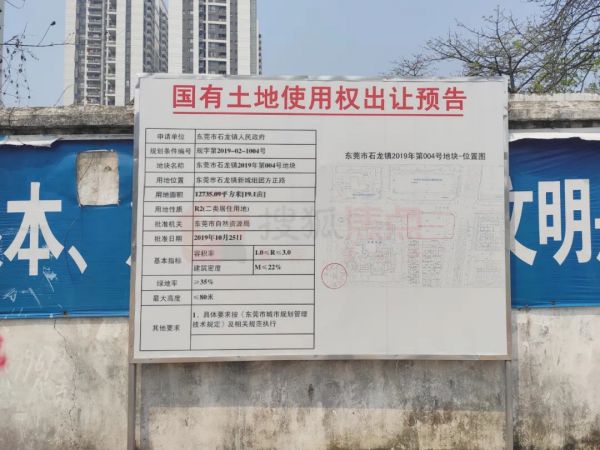 国有土地使用权出让预告
申请单位 东莞市石龙镇人民政府
规划条件编号 规字第2019-02-1004号
地块名称 东莞市石龙镇2019年第004号地块
用地位置 东莞市石龙镇新城组团方正路
用地面积 12735.09平方米[19.1亩]
用地性质 R2(二类居住用地)
批准机关 东莞市自然资源局
批准日期 2019年10月25日
基本指标 容积率 1.0≤R≤3.0
建筑密度 M≤22%
绿地率 ≥35%
最大高度 ≤80米
其他要求 1、具体要求按《东莞市城市规划管理
技术规定》及相关规范执行
东莞市石龙镇2019年第004号地块-位置图
搜狐焦点
本、
文明